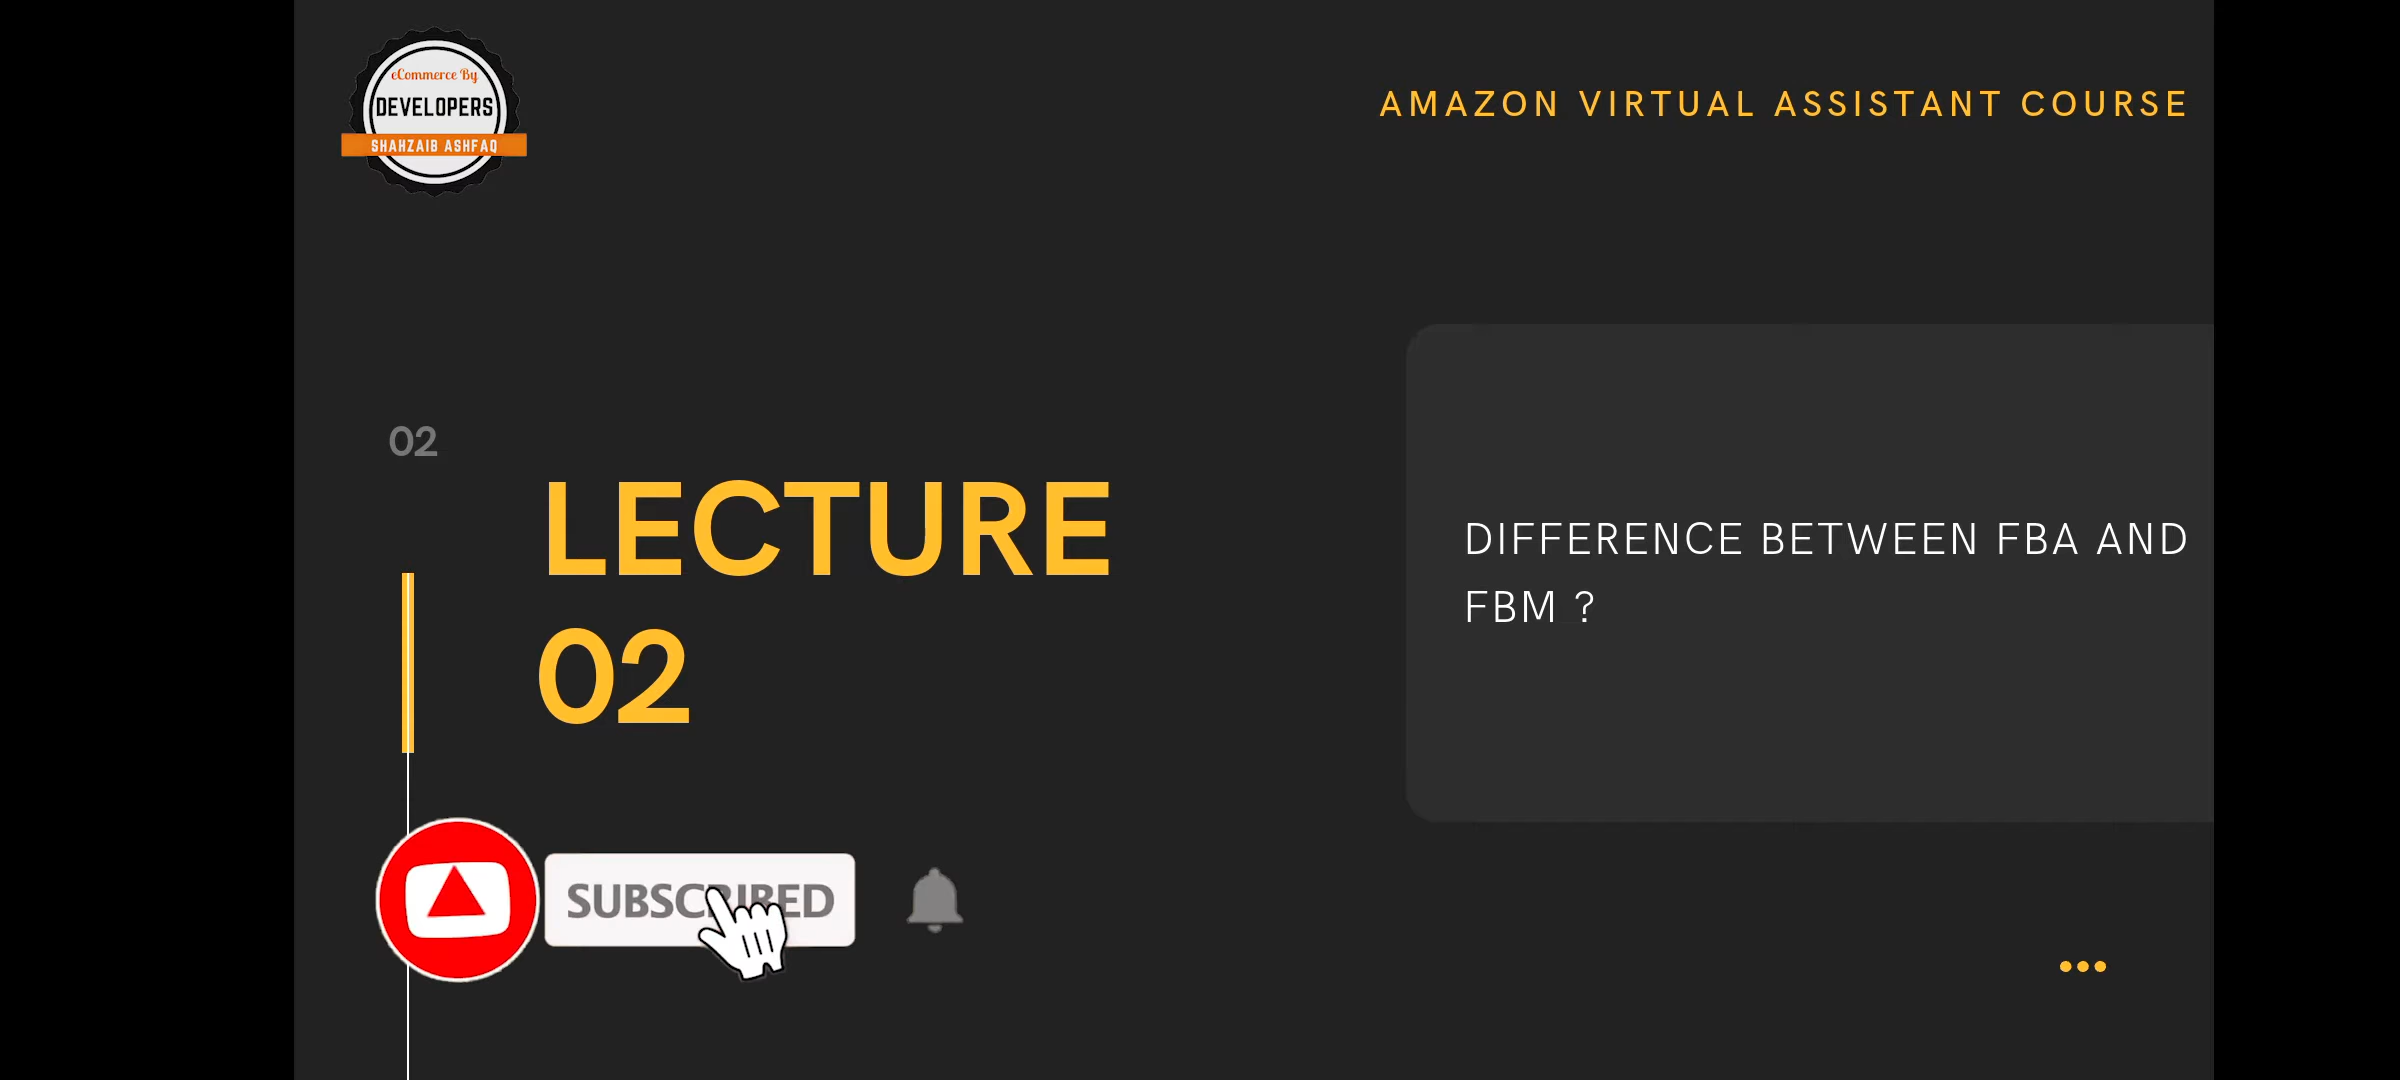 eCommerce By
DEVELOPERS
SHAHZAIB ASHFAQ
AMAZON VIRTUAL ASSISTANT COURSE
02
LECTURE
02
DIFFERENCE BETWEEN FBA AND
FBM ?
SUBSCRIBED